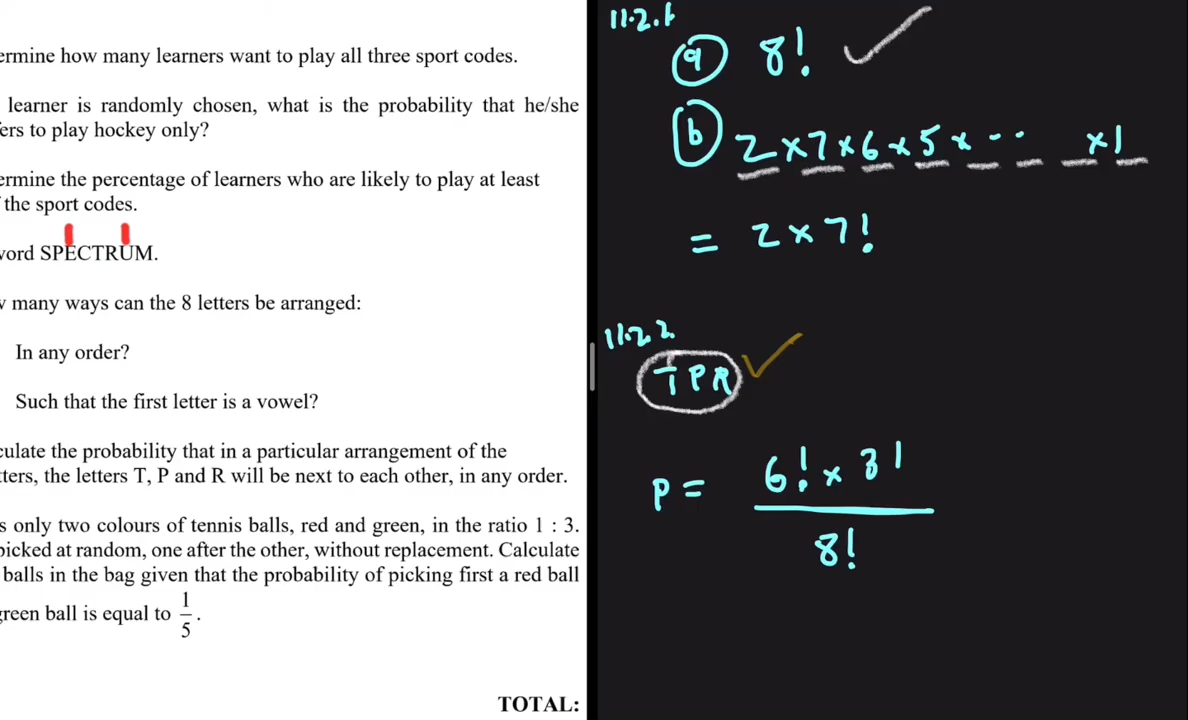 ermine how many learners want to play all three sport codes.
learner is randomly chosen, what is the probability that he/she
fers to play hockey only?
ermine the percentage of learners who are likely to play at least
f the sport codes.
word SPECTRUM.
w many ways can the 8 letters be arranged:
In any order?
Such that the first letter is a vowel?
culate the probability that in a particular arrangement of the
tters, the letters T, P and R will be next to each other, in any order.
s only two colours of tennis balls, red and green, in the ratio 1 : 3.
picked at random, one after the other, without replacement. Calculate
balls in the bag given that the probability of picking first a red ball
green ball is equal to 1/5.
TOTAL:
11.2.1
a 8!
b 2 × 7 × 6 × 5 × ... × 1
= 2 × 7!
11.2.2
TPR
P = 6! × 3!
8!